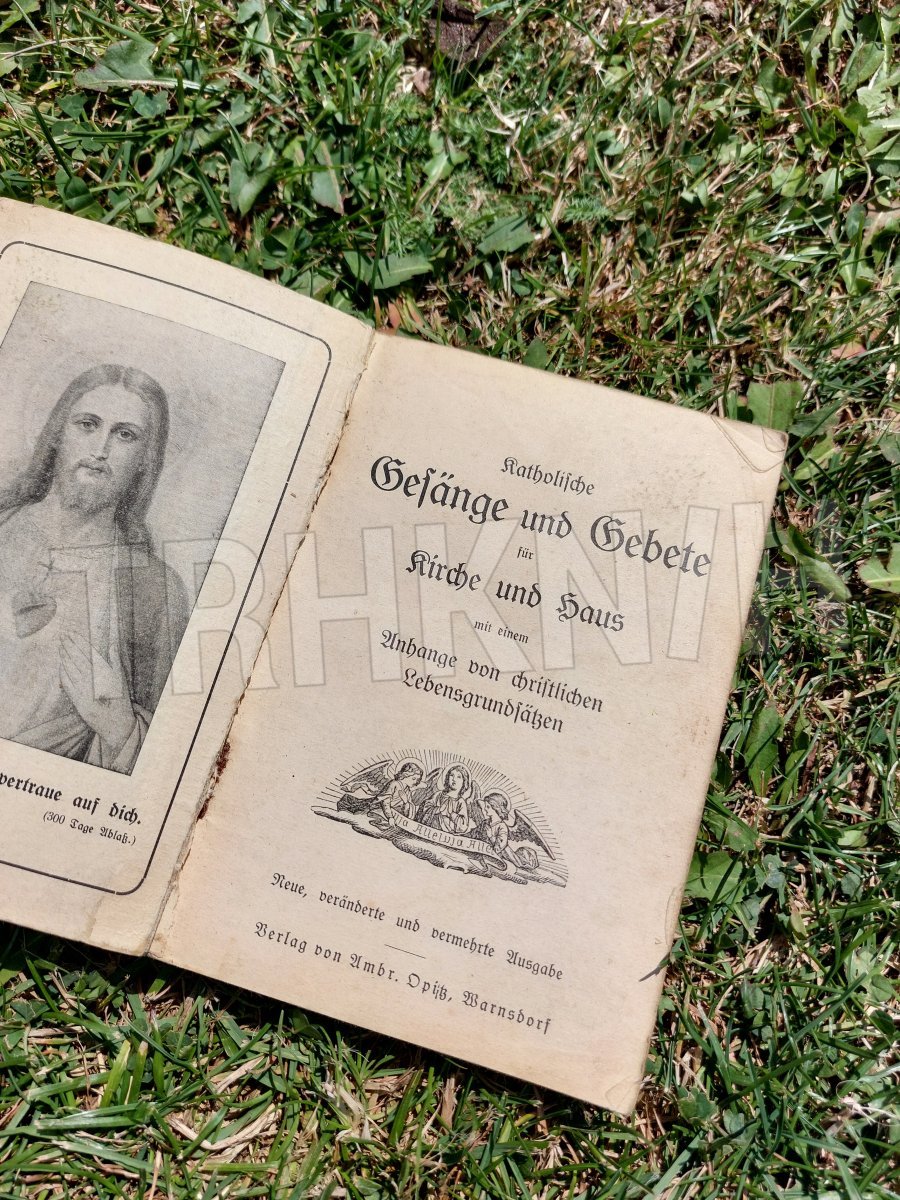 vertraue auf dich.
(300 Tage Ablaß.)
Katholische
Gesänge und Gebete
für
Kirche und Haus
mit einem
Anhange von christlichen
Lebensgrundsätzen
Alleluja
Neue, veränderte und vermehrte Ausgabe
Verlag von Ambr. Opitz, Warnsdorf